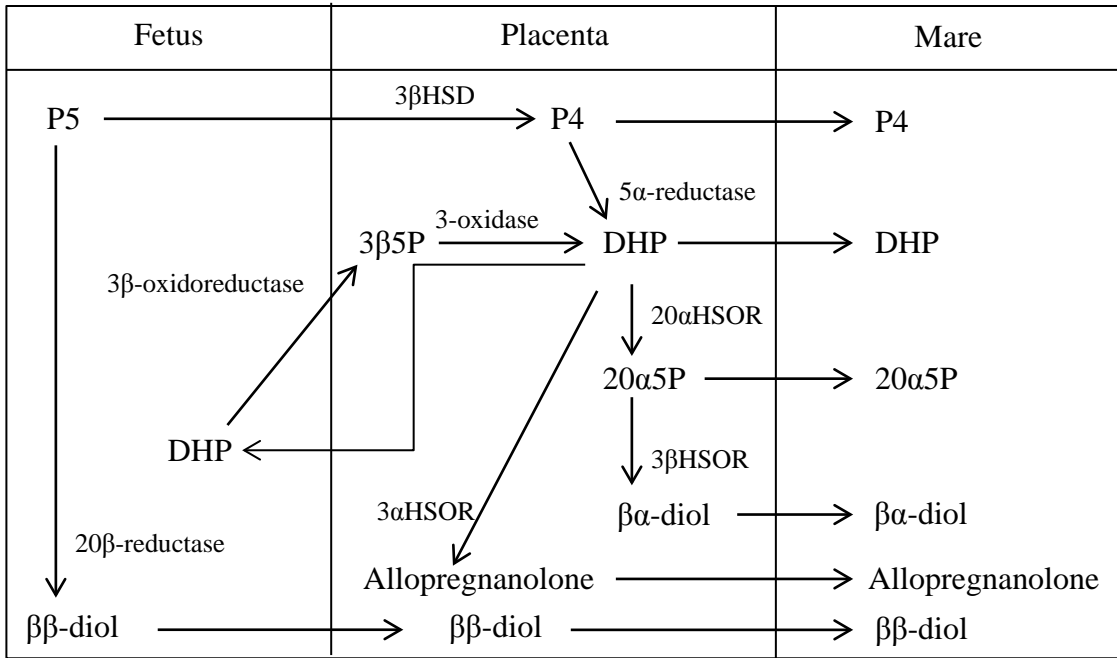 Fetus Placenta Mare
3βHSD
P5 P4 P4
5α-reductase
3-oxidase
3β5P DHP DHP
3β-oxidoreductase
20αHSOR
20α5P 20α5P
DHP
3βHSOR
3αHSOR
βα-diol βα-diol
20β-reductase
Allopregnanolone Allopregnanolone
ββ-diol ββ-diol ββ-diol